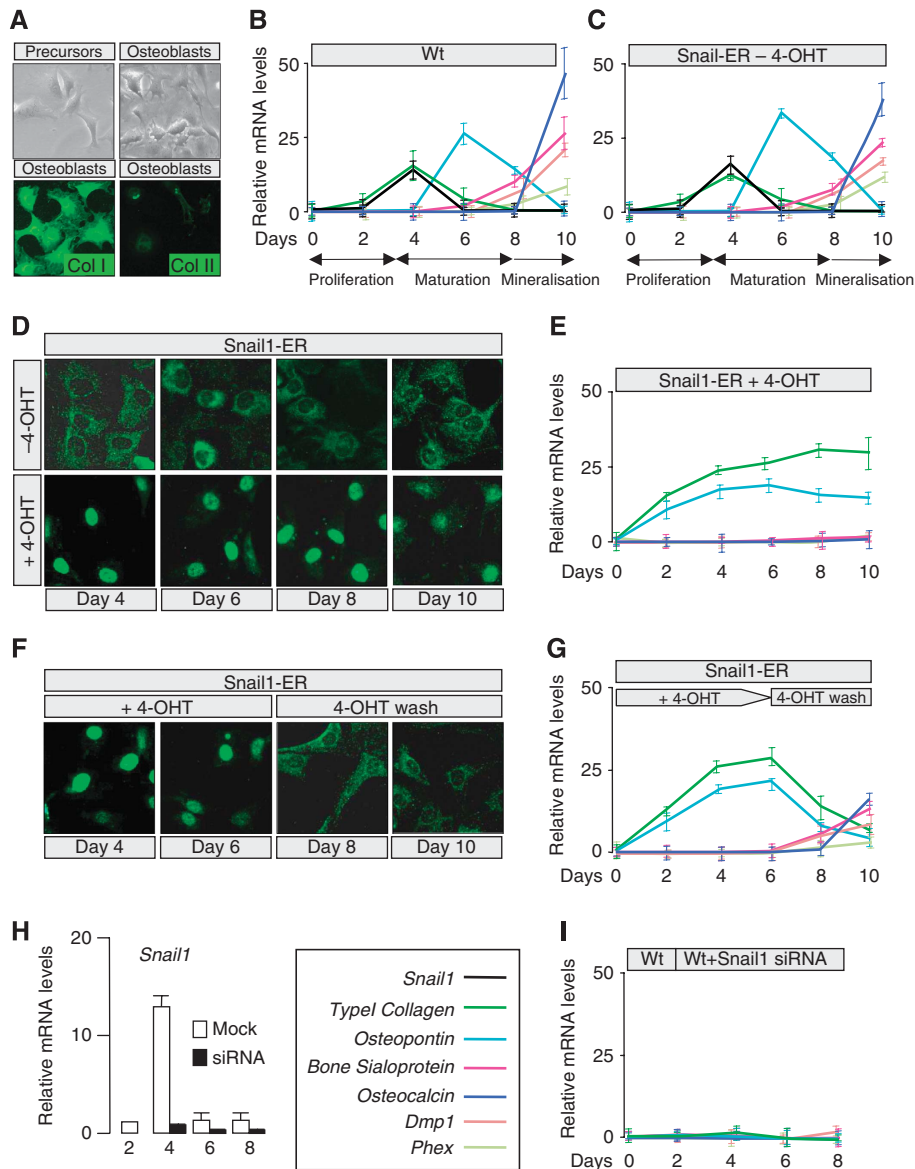 A
Precursors
Osteoblasts
Osteoblasts
Osteoblasts
Col I
Col II
B
Wt
Relative mRNA levels
50
25
0
Days
0 2 4 6 8 10
Proliferation
Maturation
Mineralisation
C
Snail-ER – 4-OHT
50
25
0
Days
0 2 4 6 8 10
Proliferation
Maturation
Mineralisation
D
Snail1-ER
–4-OHT
+ 4-OHT
Day 4
Day 6
Day 8
Day 10
E
Snail1-ER + 4-OHT
Relative mRNA levels
50
25
0
Days 0 2 4 6 8 10
F
Snail1-ER
+ 4-OHT
4-OHT wash
Day 4
Day 6
Day 8
Day 10
G
Snail1-ER
+ 4-OHT
4-OHT wash
Relative mRNA levels
50
25
0
Days 0 2 4 6 8 10
H
Relative mRNA levels
20
10
0
Snail1
Mock
siRNA
2 4 6 8
Snail1
TypeI Collagen
Osteopontin
Bone Sialoprotein
Osteocalcin
Dmp1
Phex
I
Wt
Wt+Snail1 siRNA
Relative mRNA levels
50
25
0
Days 0 2 4 6 8